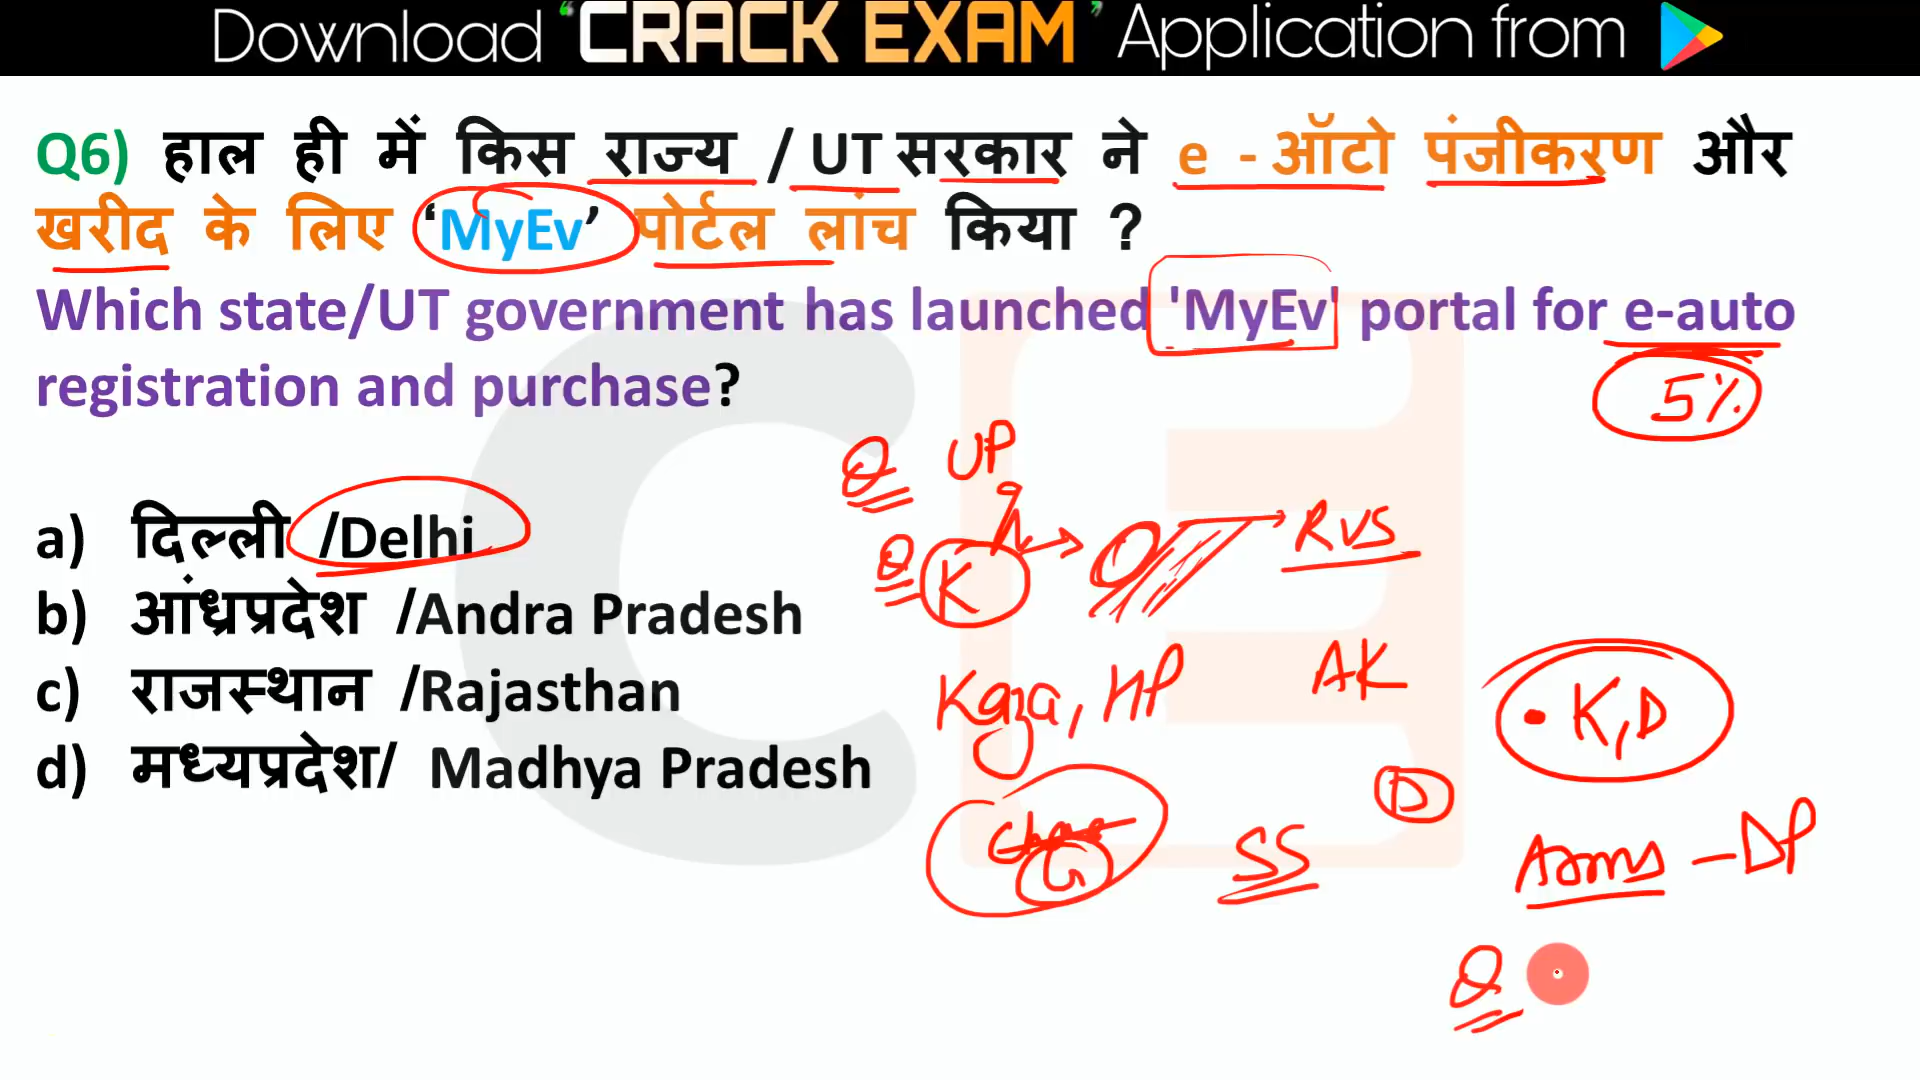 Download “CRACK EXAM” Application from
Q6) हाल ही में किस राज्य / UT सरकार ने e - ऑटो पंजीकरण और
खरीद के लिए ‘MyEv’ पोर्टल लांच किया ?
Which state/UT government has launched 'MyEv' portal for e-auto
registration and purchase?
5%
Q UP
a) दिल्ली /Delhi
Q K RVS
b) आंध्रप्रदेश /Andra Pradesh
Kaza, HP AK K, D
c) राजस्थान /Rajasthan
d) मध्यप्रदेश/ Madhya Pradesh
D
G SS Arms - DP
Q